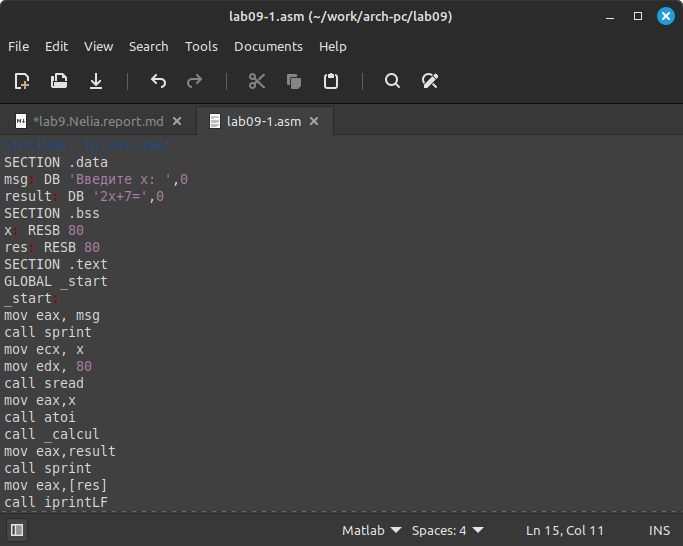 lab09-1.asm (~/work/arch-pc/lab09)
File Edit View Search Tools Documents Help
*lab9.Nelia.report.md
lab09-1.asm
%include 'in_out.asm'
SECTION .data
msg: DB 'Введите x: ',0
result: DB '2x+7=',0
SECTION .bss
x: RESB 80
res: RESB 80
SECTION .text
GLOBAL _start
_start:
mov eax, msg
call sprint
mov ecx, x
mov edx, 80
call sread
mov eax,x
call atoi
call _calcul
mov eax,result
call sprint
mov eax,[res]
call iprintLF
Matlab Spaces: 4 Ln 15, Col 11 INS